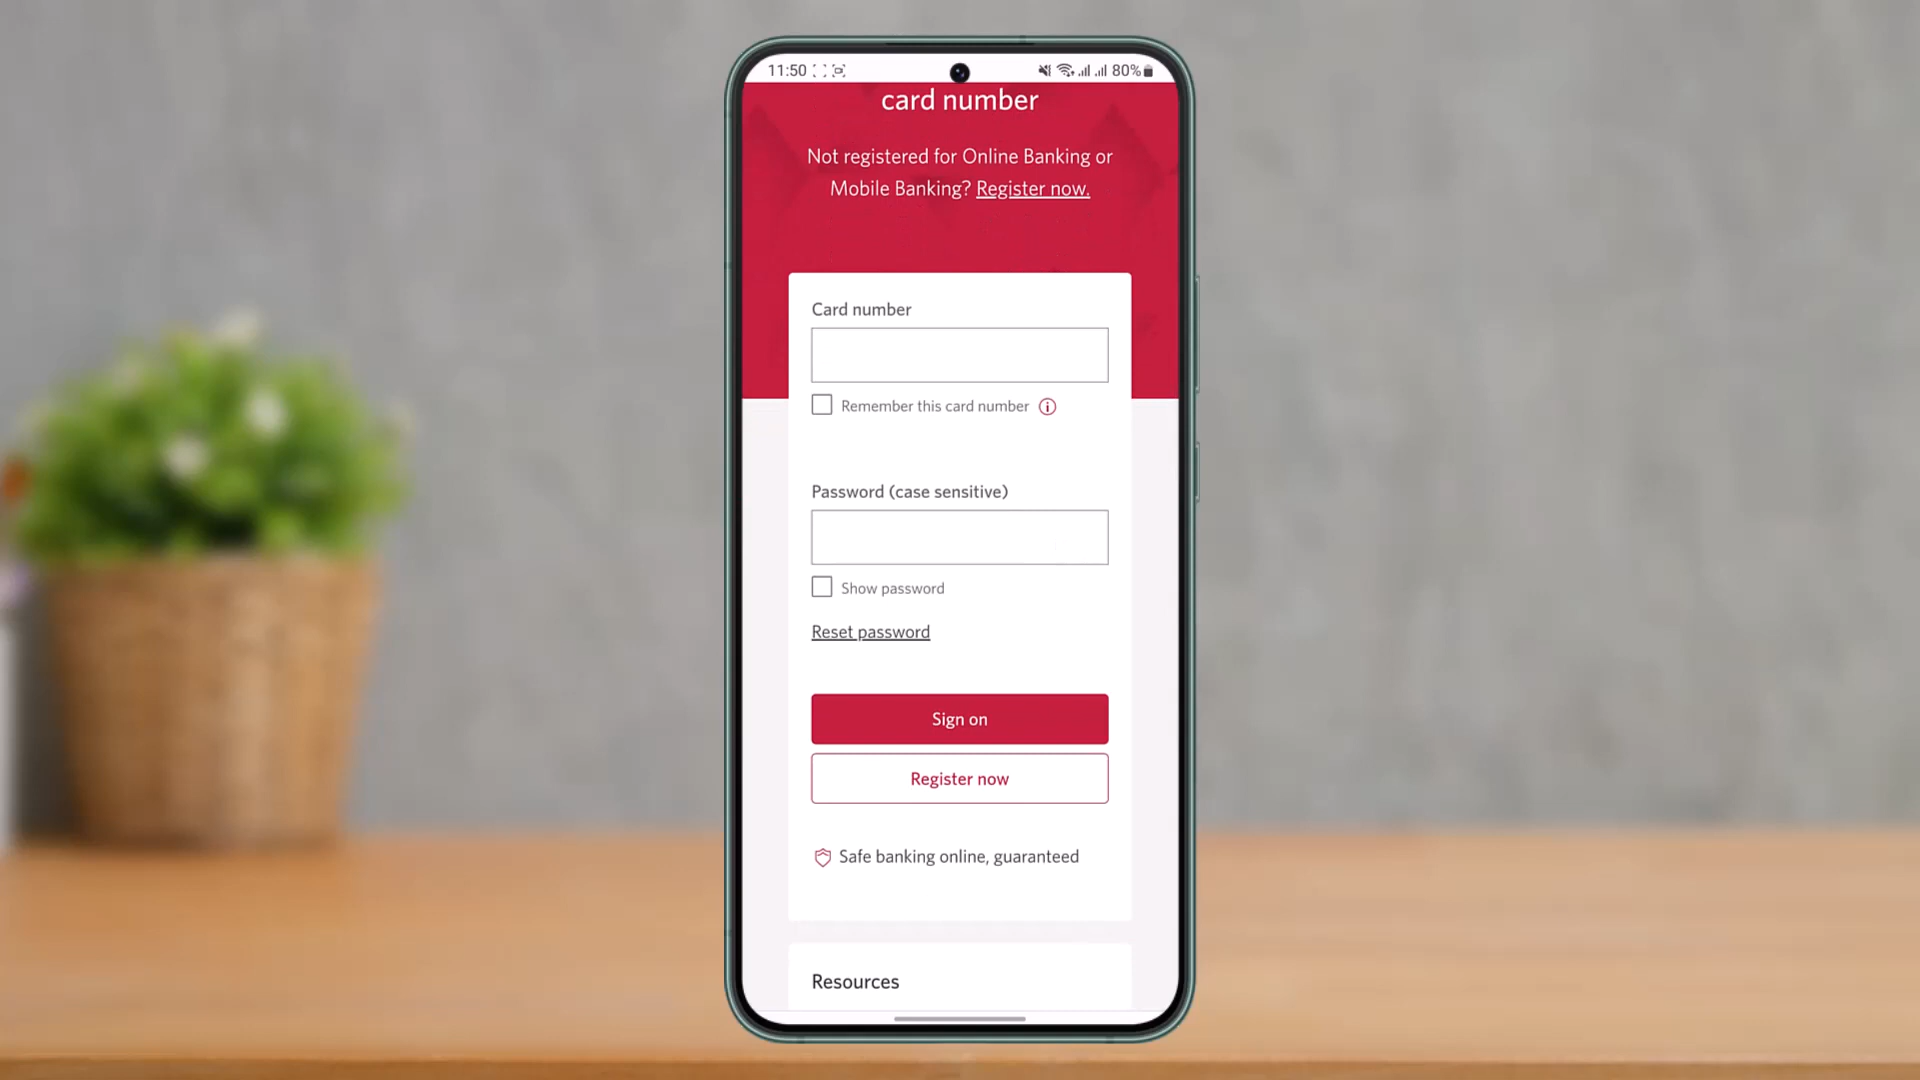 11:50 80%
card number
Not registered for Online Banking or
Mobile Banking? Register now.
Card number
Remember this card number
Password (case sensitive)
Show password
Reset password
Sign on
Register now
Safe banking online, guaranteed
Resources